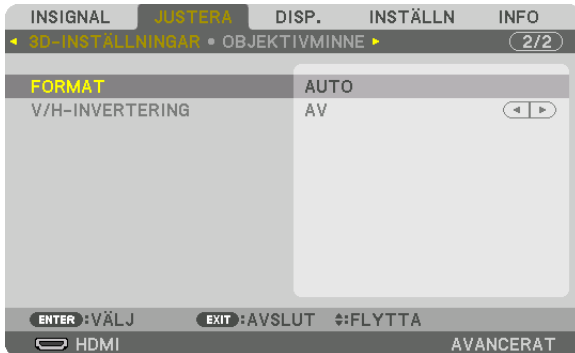 INSIGNAL JUSTERA DISP. INSTÄLLN INFO
3D-INSTÄLLNINGAR • OBJEKTIVMINNE 2/2
FORMAT AUTO
V/H-INVERTERING AV
ENTER :VÄLJ EXIT :AVSLUT :FLYTTA
HDMI AVANCERAT